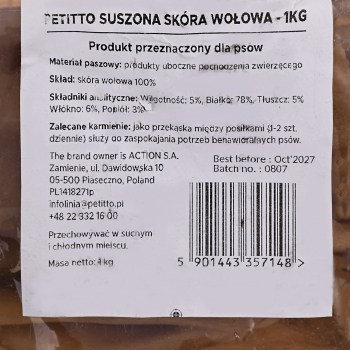 PETITTO SUSZONA SKÓRA WOŁOWA - 1KG
Produkt przeznaczony dla psów
Materiał paszowy: produkty uboczne pochodzenia zwierzęcego
Skład: skóra wołowa 100%
Składniki analityczne: Wilgotność: 5%, Białko: 78%, Tłuszcz: 5%
Włókno: 6%, Popiół: 3%
Zalecane karmienie: jako przekąska między posiłkami (1-2 szt.
dziennie) służy do zaspokajania potrzeb behawioralnych psów.
The brand owner is ACTION S.A.
Zamienie, ul. Dawidowska 10
05-500 Piaseczno, Poland
PL1418271p
infolinia@petitto.pl
+48 22 332 16 00
Best before : Oct'2027
Batch no. : 0807
Przechowywać w suchym
i chłodnym miejscu.
Masa netto: 1 kg
5 901443 357148 >